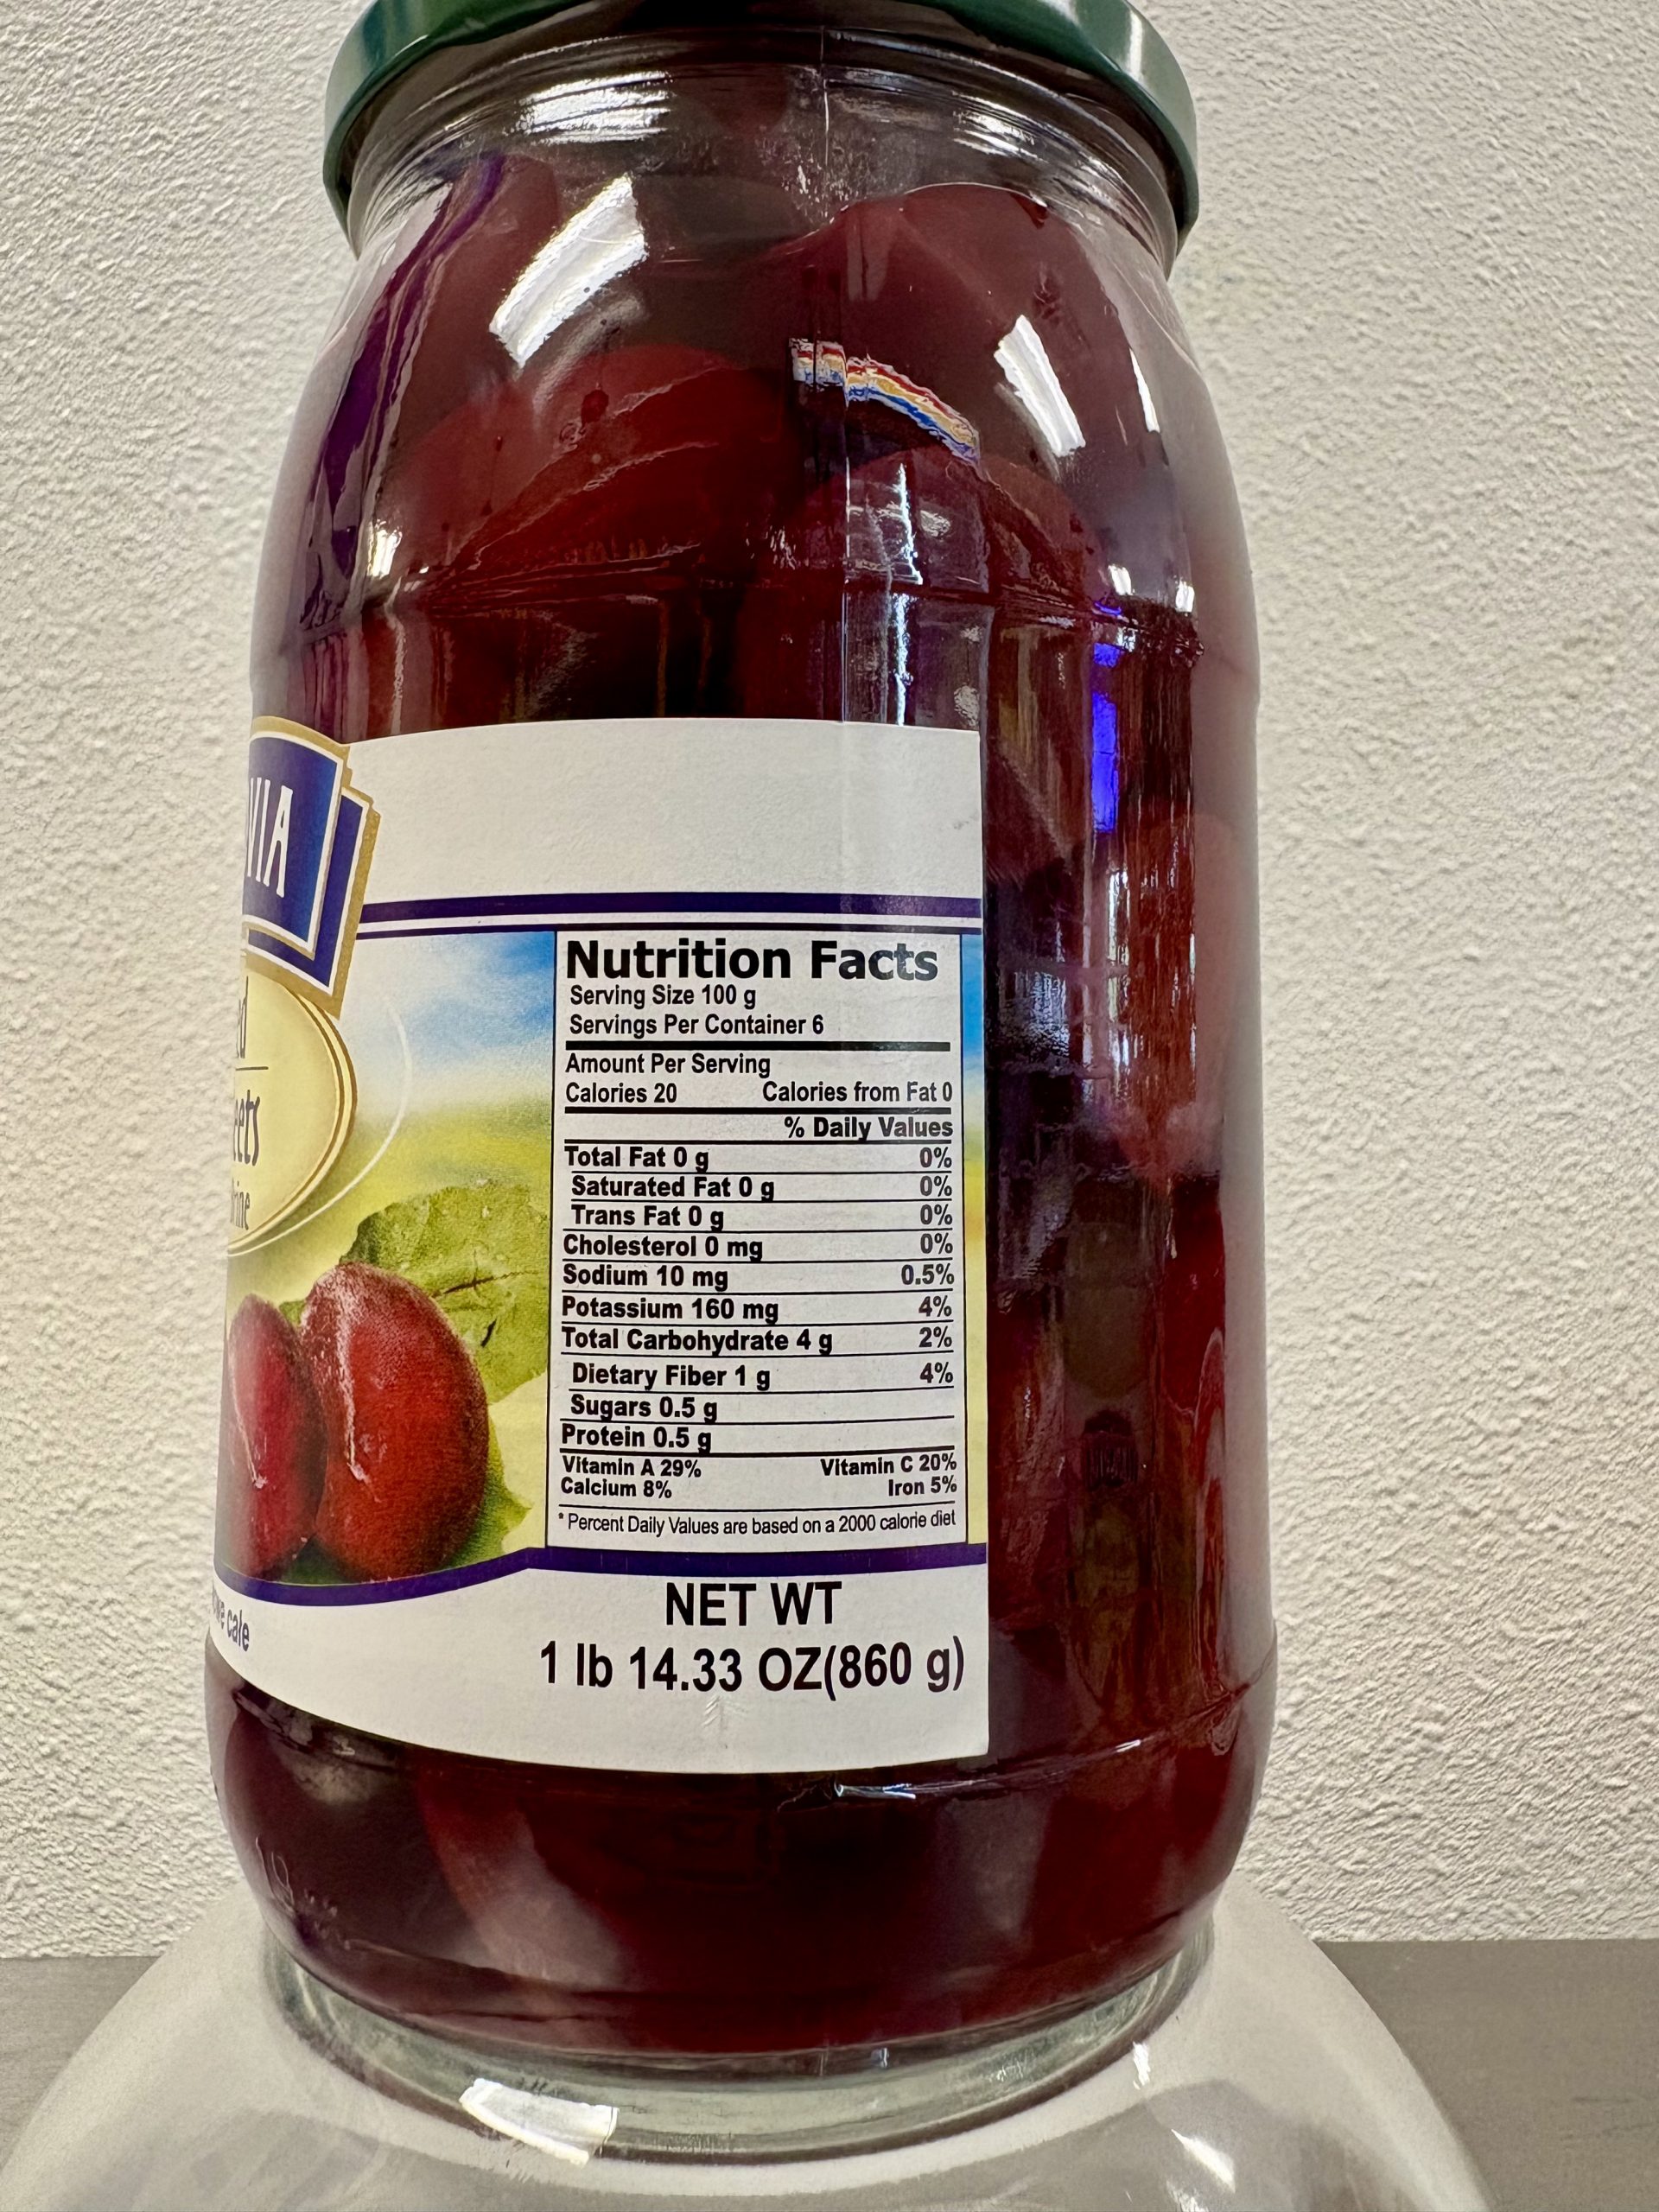 VIA
Nutrition Facts
Serving Size 100 g
Servings Per Container 6
Amount Per Serving
Calories 20 Calories from Fat 0
% Daily Values
Total Fat 0 g 0%
Saturated Fat 0 g 0%
Trans Fat 0 g 0%
Cholesterol 0 mg 0%
Sodium 10 mg 0.5%
Potassium 160 mg 4%
Total Carbohydrate 4 g 2%
Dietary Fiber 1 g 4%
Sugars 0.5 g
Protein 0.5 g
Vitamin A 29% Vitamin C 20%
Calcium 8% Iron 5%
* Percent Daily Values are based on a 2000 calorie diet
całe
NET WT
1 lb 14.33 OZ(860 g)